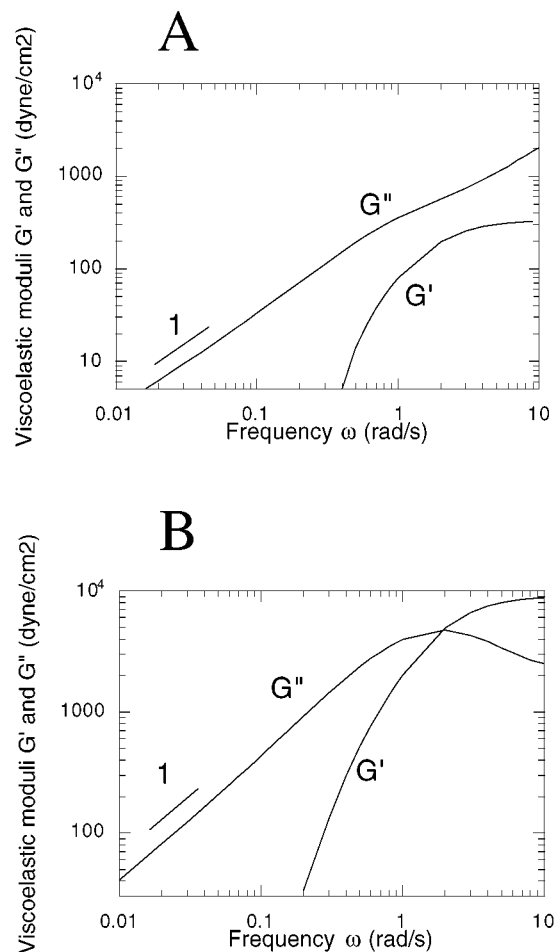 A
Viscoelastic moduli G' and G" (dyne/cm2)
10⁴
1000
100
10
G"
G'
1
0.01 0.1 1 10
Frequency ω (rad/s)
B
Viscoelastic moduli G' and G" (dyne/cm2)
10⁴
1000
100
G"
G'
1
0.01 0.1 1 10
Frequency ω (rad/s)